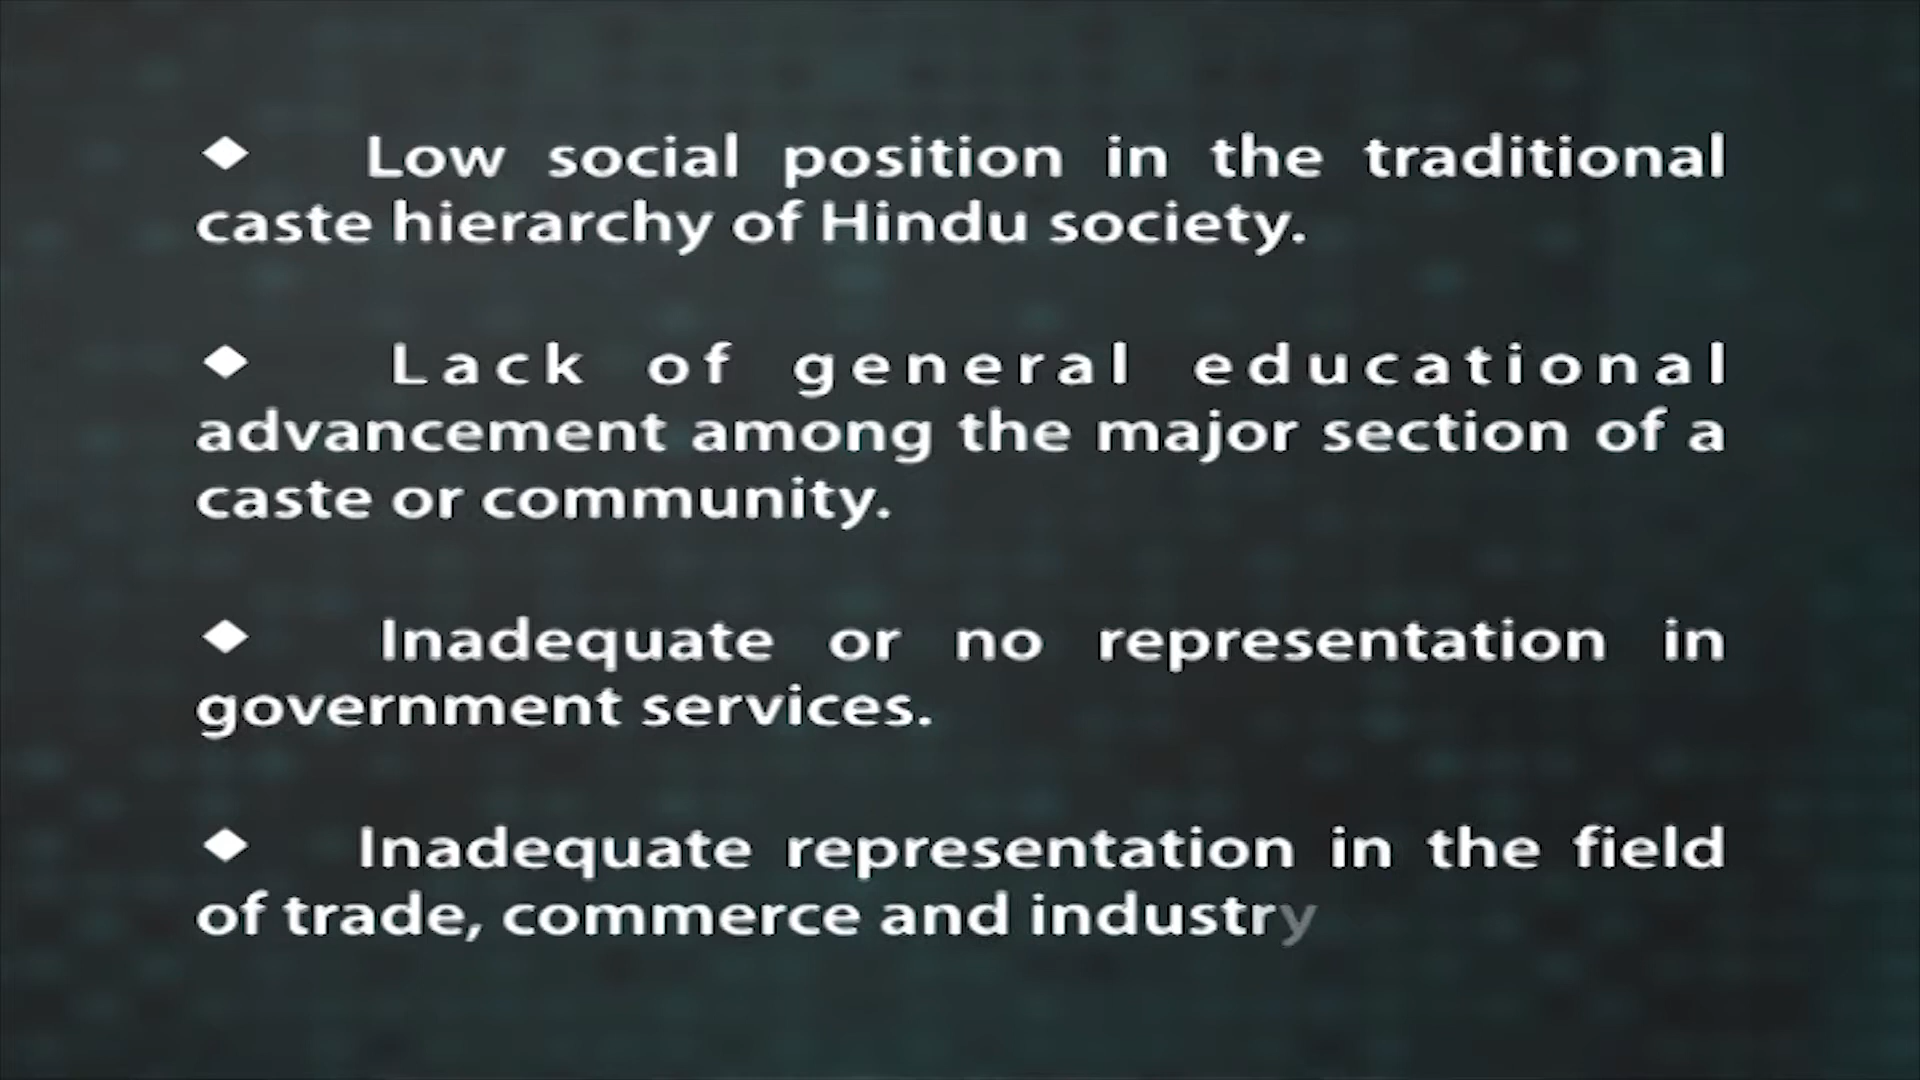 ◆ Low social position in the traditional
caste hierarchy of Hindu society.
◆ Lack of general educational
advancement among the major section of a
caste or community.
◆ Inadequate or no representation in
government services.
◆ Inadequate representation in the field
of trade, commerce and industry